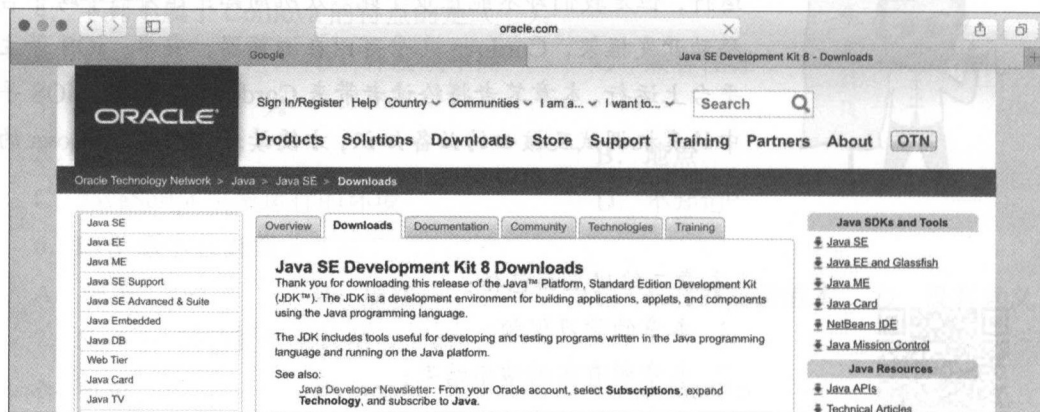 oracle.com
Google
Java SE Development Kit 8 - Downloads
ORACLE
Sign In/Register Help Country Communities I am a... I want to... Search
Products Solutions Downloads Store Support Training Partners About OTN
Oracle Technology Network > Java > Java SE > Downloads
Java SE
Java EE
Java ME
Java SE Support
Java SE Advanced & Suite
Java Embedded
Java DB
Web Tier
Java Card
Java TV
Overview Downloads Documentation Community Technologies Training
Java SE Development Kit 8 Downloads
Thank you for downloading this release of the Java™ Platform, Standard Edition Development Kit
(JDK™). The JDK is a development environment for building applications, applets, and components
using the Java programming language.
The JDK includes tools useful for developing and testing programs written in the Java programming
language and running on the Java platform.
See also:
Java Developer Newsletter: From your Oracle account, select Subscriptions, expand
Technology, and subscribe to Java.
Java SDKs and Tools
Java SE
Java EE and Glassfish
Java ME
Java Card
NetBeans IDE
Java Mission Control
Java Resources
Java APIs
Technical Articles